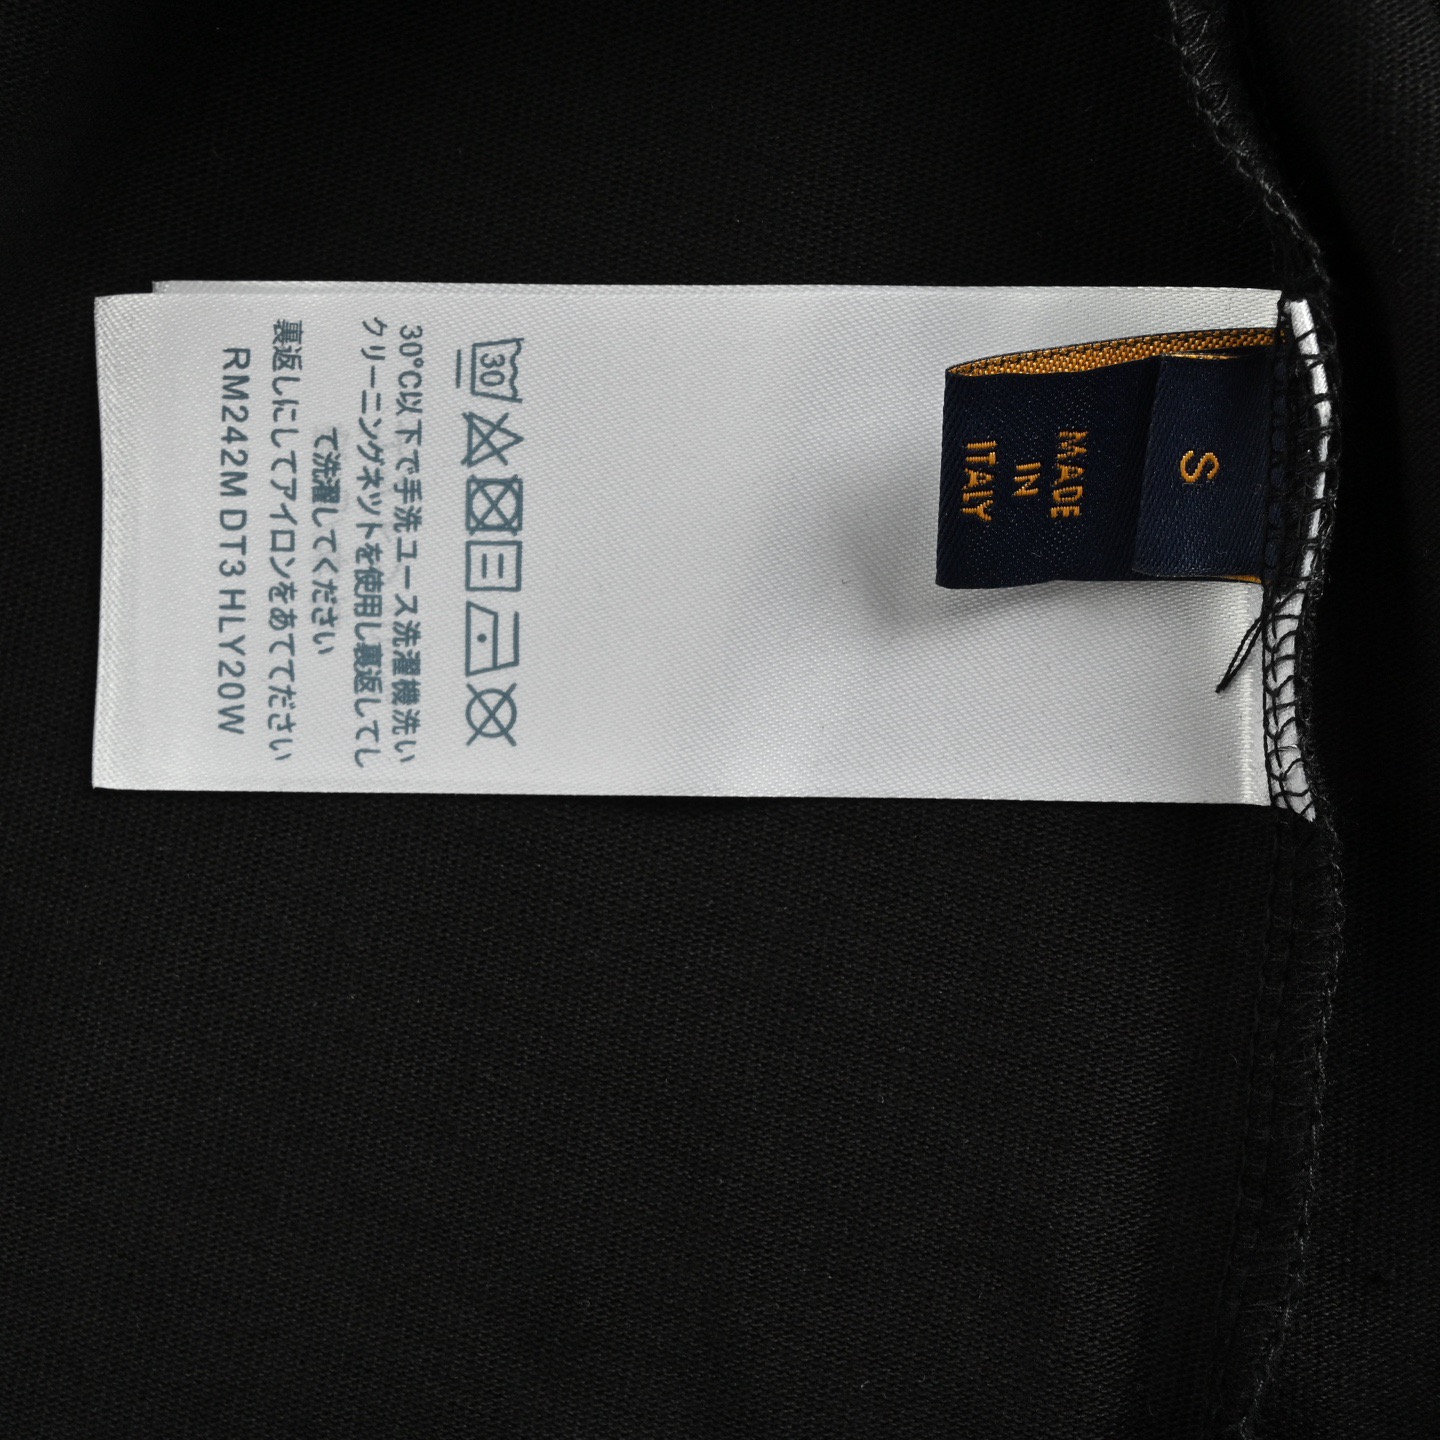 S
MADE
IN
ITALY
30
30°C以下で手洗ユース洗濯機洗い
クリーニングネットを使用し裏返してし
て洗濯してください
裏返しにしてアイロンをあててださい
RM242M DT3 HLY20W